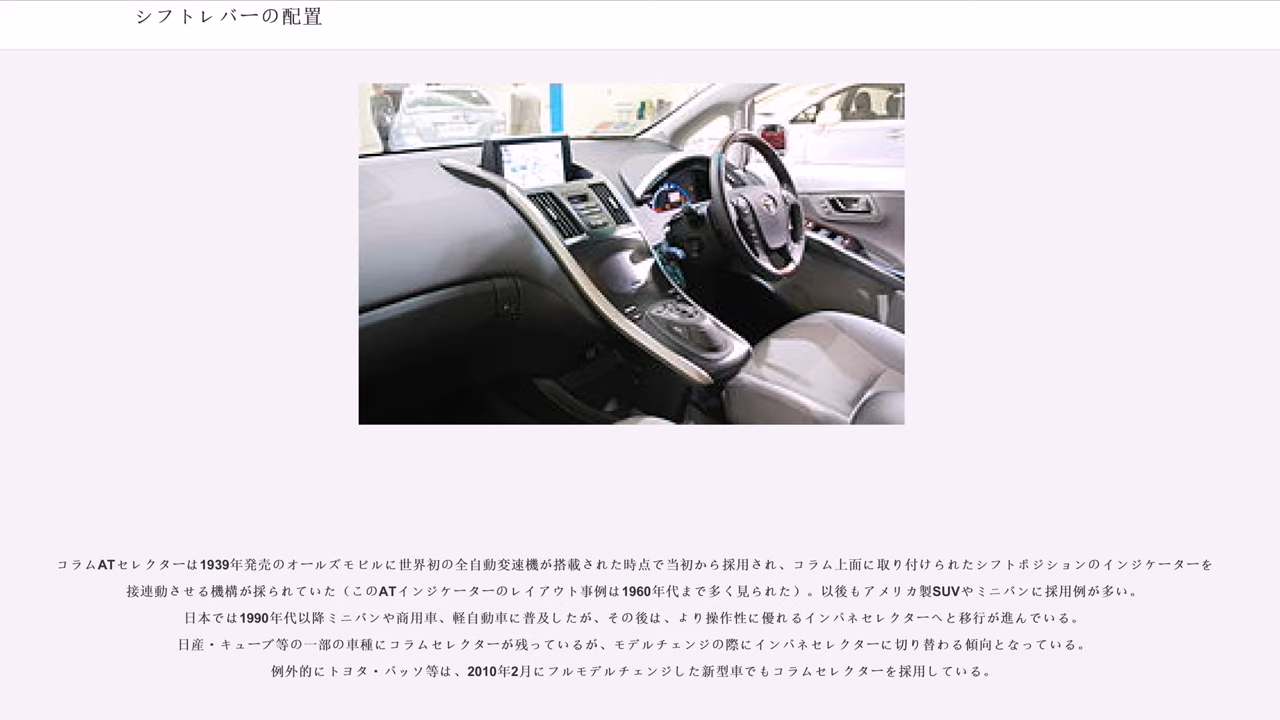 シフトレバーの配置
コラムATセレクターは1939年発売のオールズモビルに世界初の全自動変速機が搭載された時点で当初から採用され、コラム上面に取り付けられたシフトポジションのインジケーターを
接連動させる機構が採られていた（このATインジケーターのレイアウト事例は1960年代まで多く見られた）。以後もアメリカ製SUVやミニバンに採用例が多い。
日本では1990年代以降ミニバンや商用車、軽自動車に普及したが、その後は、より操作性に優れるインパネセレクターへと移行が進んでいる。
日産・キューブ等の一部の車種にコラムセレクターが残っているが、モデルチェンジの際にインパネセレクターに切り替わる傾向となっている。
例外的にトヨタ・パッソ等は、2010年2月にフルモデルチェンジした新型車でもコラムセレクターを採用している。